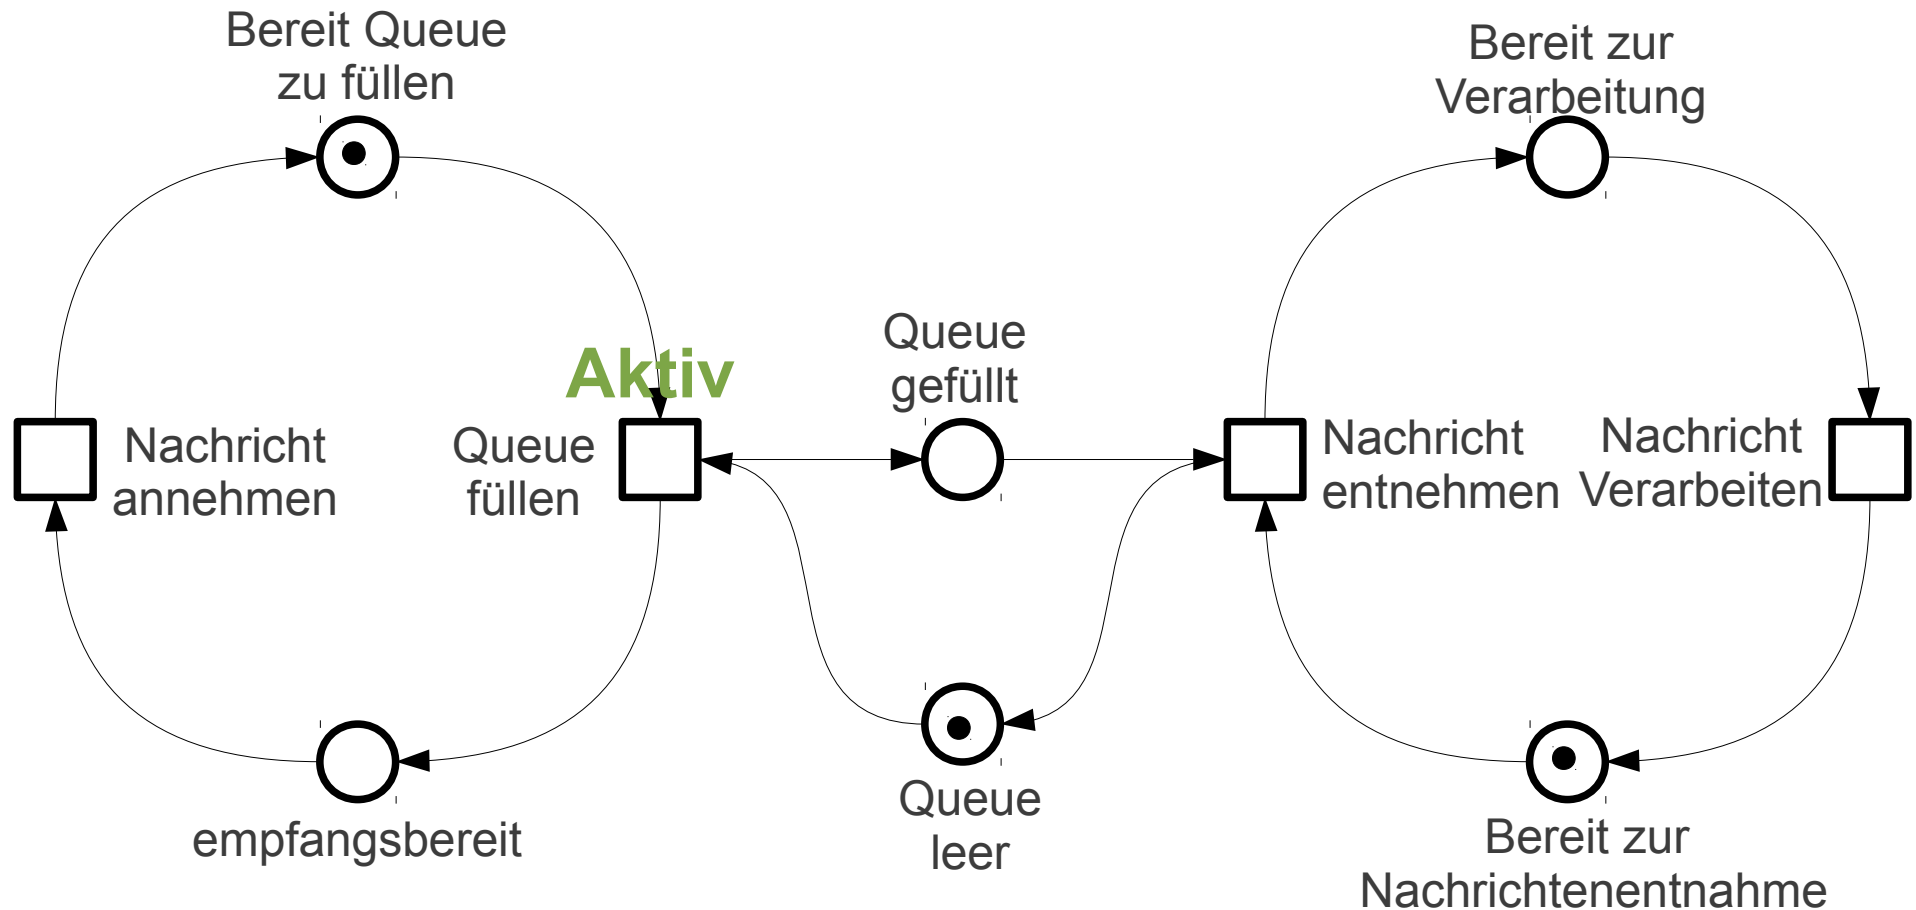 Bereit Queue
zu füllen
Bereit zur
Verarbeitung
Aktiv
Queue
gefüllt
Nachricht
annehmen
Queue
füllen
Nachricht
entnehmen
Nachricht
Verarbeiten
empfangsbereit
Queue
leer
Bereit zur
Nachrichtenentnahme